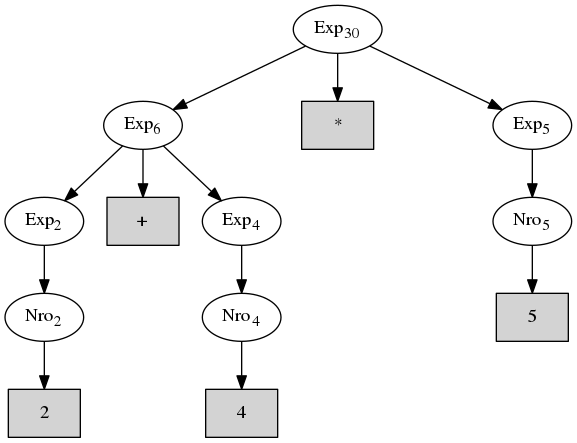 Exp30
Exp6 * Exp5
Exp2 + Exp4 Nro5
Nro2 Nro4 5
2 4